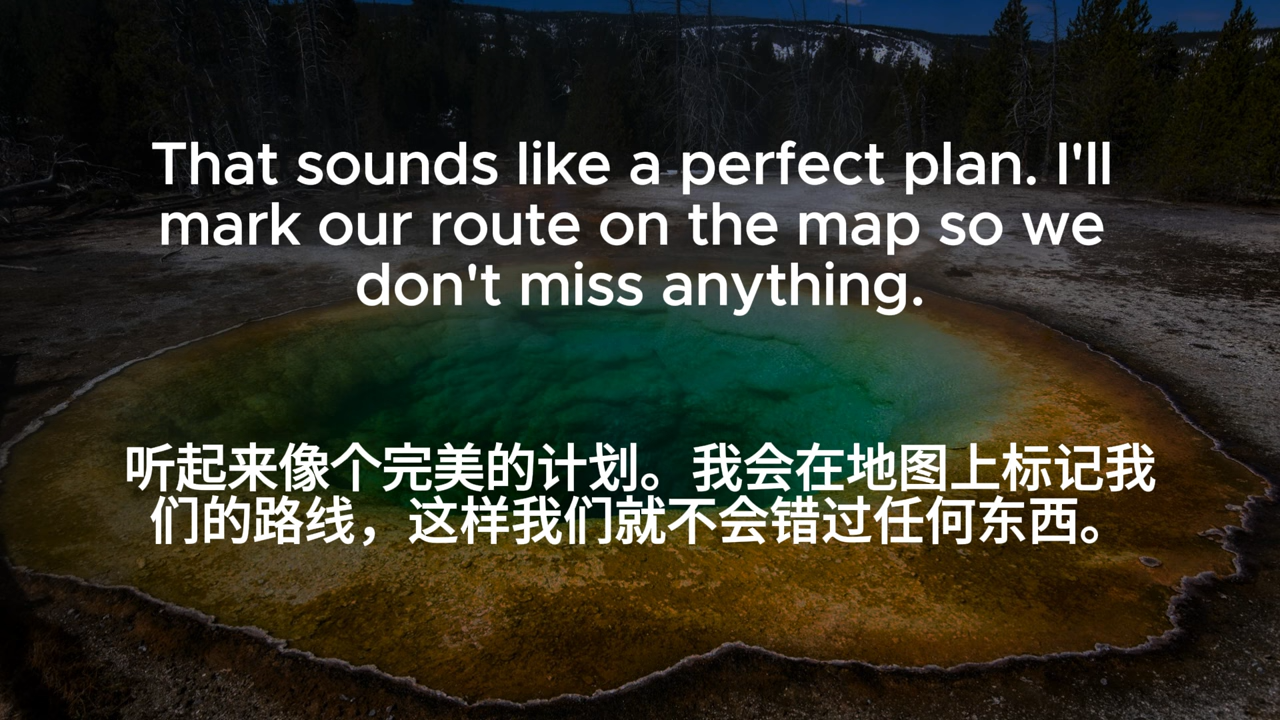 That sounds like a perfect plan. I'll
mark our route on the map so we
don't miss anything.
听起来像个完美的计划。我会在地图上标记我
们的路线，这样我们就不会错过任何东西。